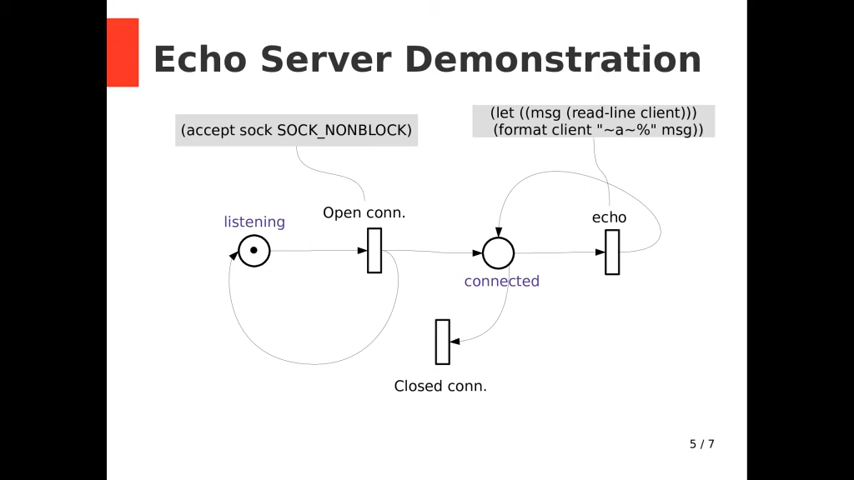 Echo Server Demonstration
(accept sock SOCK_NONBLOCK)
(let ((msg (read-line client)))
(format client "~a~%" msg))
listening
Open conn.
echo
connected
Closed conn.
5 / 7